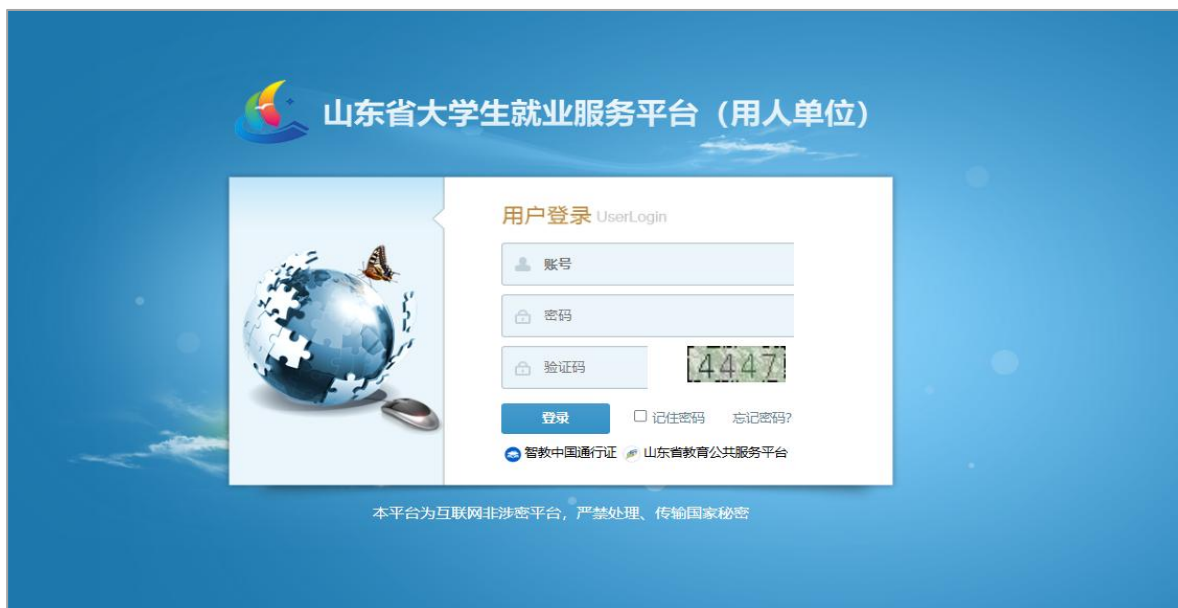 山东省大学生就业服务平台（用人单位）
用户登录 UserLogin
账号
密码
验证码 4447
登录 记住密码 忘记密码?
智教中国通行证 山东省教育公共服务平台
本平台为互联网非涉密平台，严禁处理、传输国家秘密